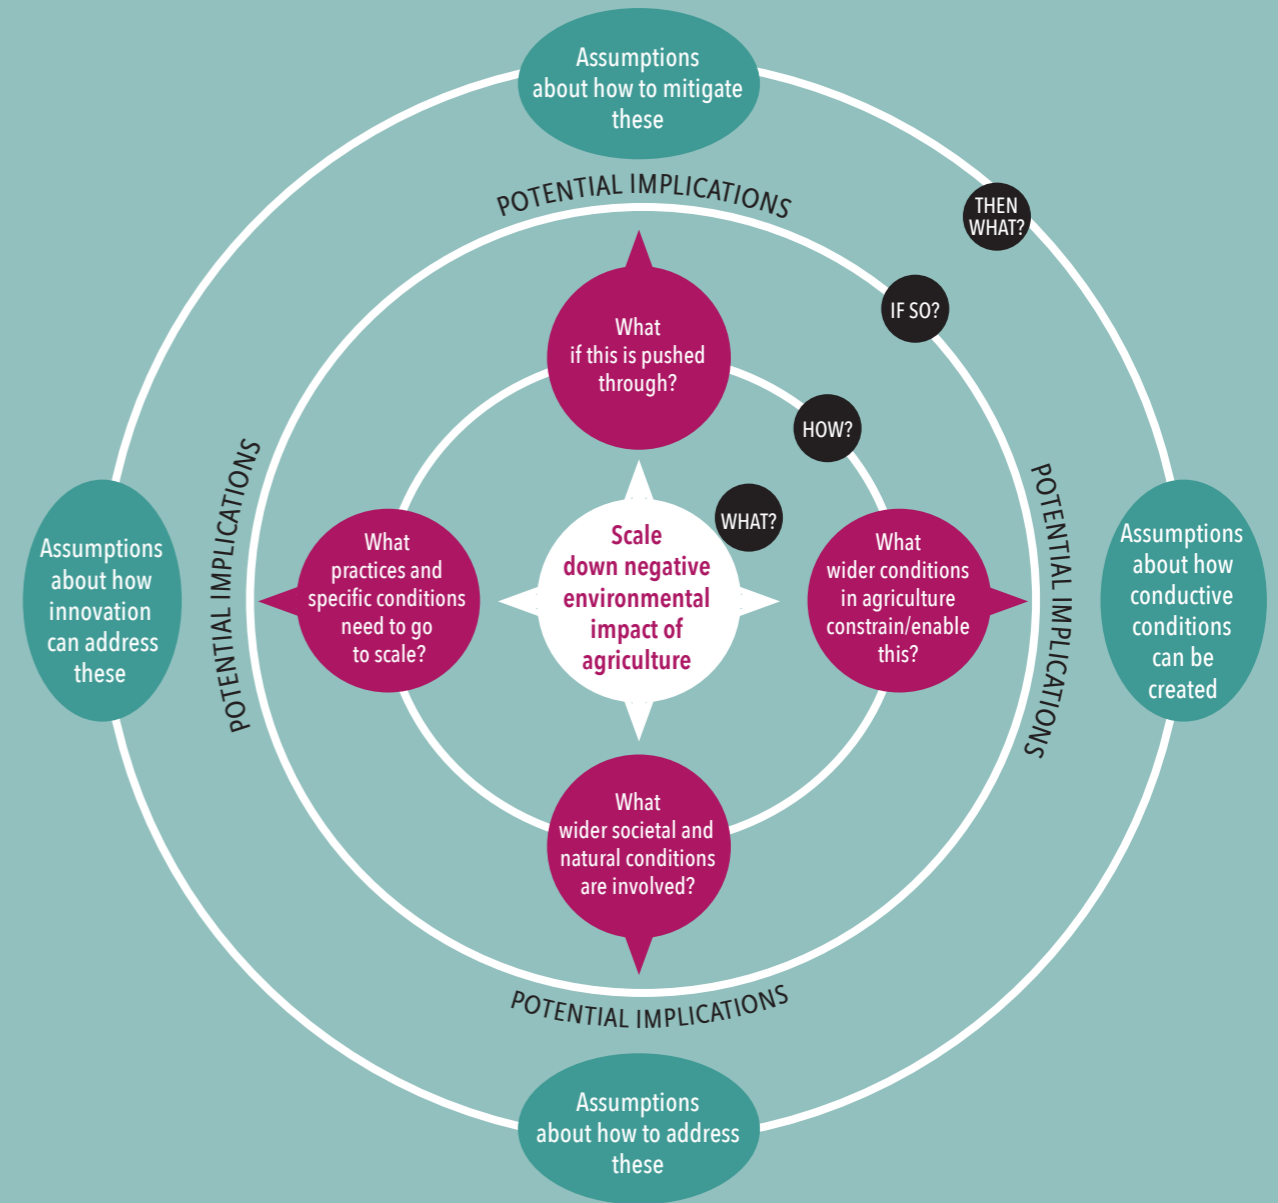 Assumptions
about how to mitigate
these
POTENTIAL IMPLICATIONS
THEN
WHAT?
IF SO?
What
if this is pushed
through?
HOW?
WHAT?
Assumptions
about how
innovation
can address
these
POTENTIAL IMPLICATIONS
What
practices and
specific conditions
need to go
to scale?
Scale
down negative
environmental
impact of
agriculture
What
wider conditions
in agriculture
constrain/enable
this?
POTENTIAL IMPLICATIONS
Assumptions
about how
conductive
conditions
can be
created
What
wider societal and
natural conditions
are involved?
POTENTIAL IMPLICATIONS
Assumptions
about how to address
these